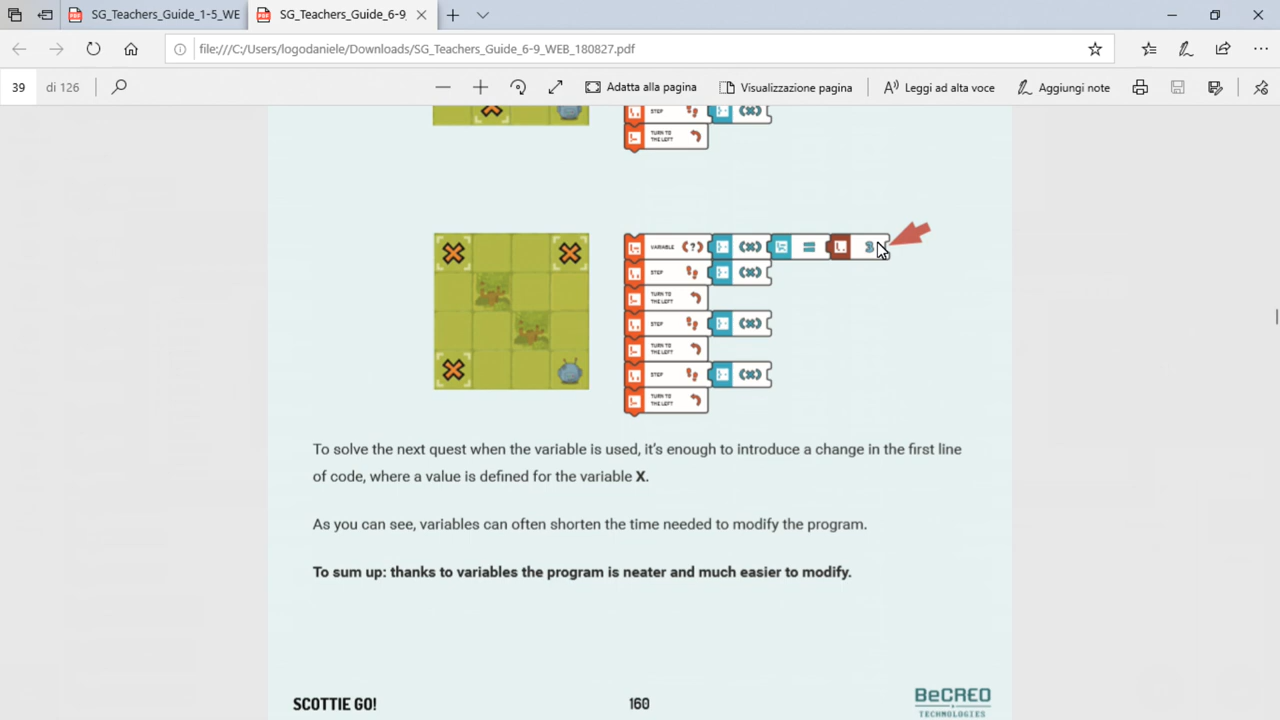 SG_Teachers_Guide_1-5_WE
SG_Teachers_Guide_6-9
file:///C:/Users/logodaniele/Downloads/SG_Teachers_Guide_6-9_WEB_180827.pdf
39 di 126 Adatta alla pagina Visualizzazione pagina Leggi ad alta voce Aggiungi note
STEP (X)
TURN TO
THE LEFT
VARIABLE (?) (X) = 3
STEP (X)
TURN TO
THE LEFT
STEP (X)
TURN TO
THE LEFT
STEP (X)
TURN TO
THE LEFT
To solve the next quest when the variable is used, it's enough to introduce a change in the first line
of code, where a value is defined for the variable X.
As you can see, variables can often shorten the time needed to modify the program.
To sum up: thanks to variables the program is neater and much easier to modify.
SCOTTIE GO! 160 BeCREO
TECHNOLOGIES